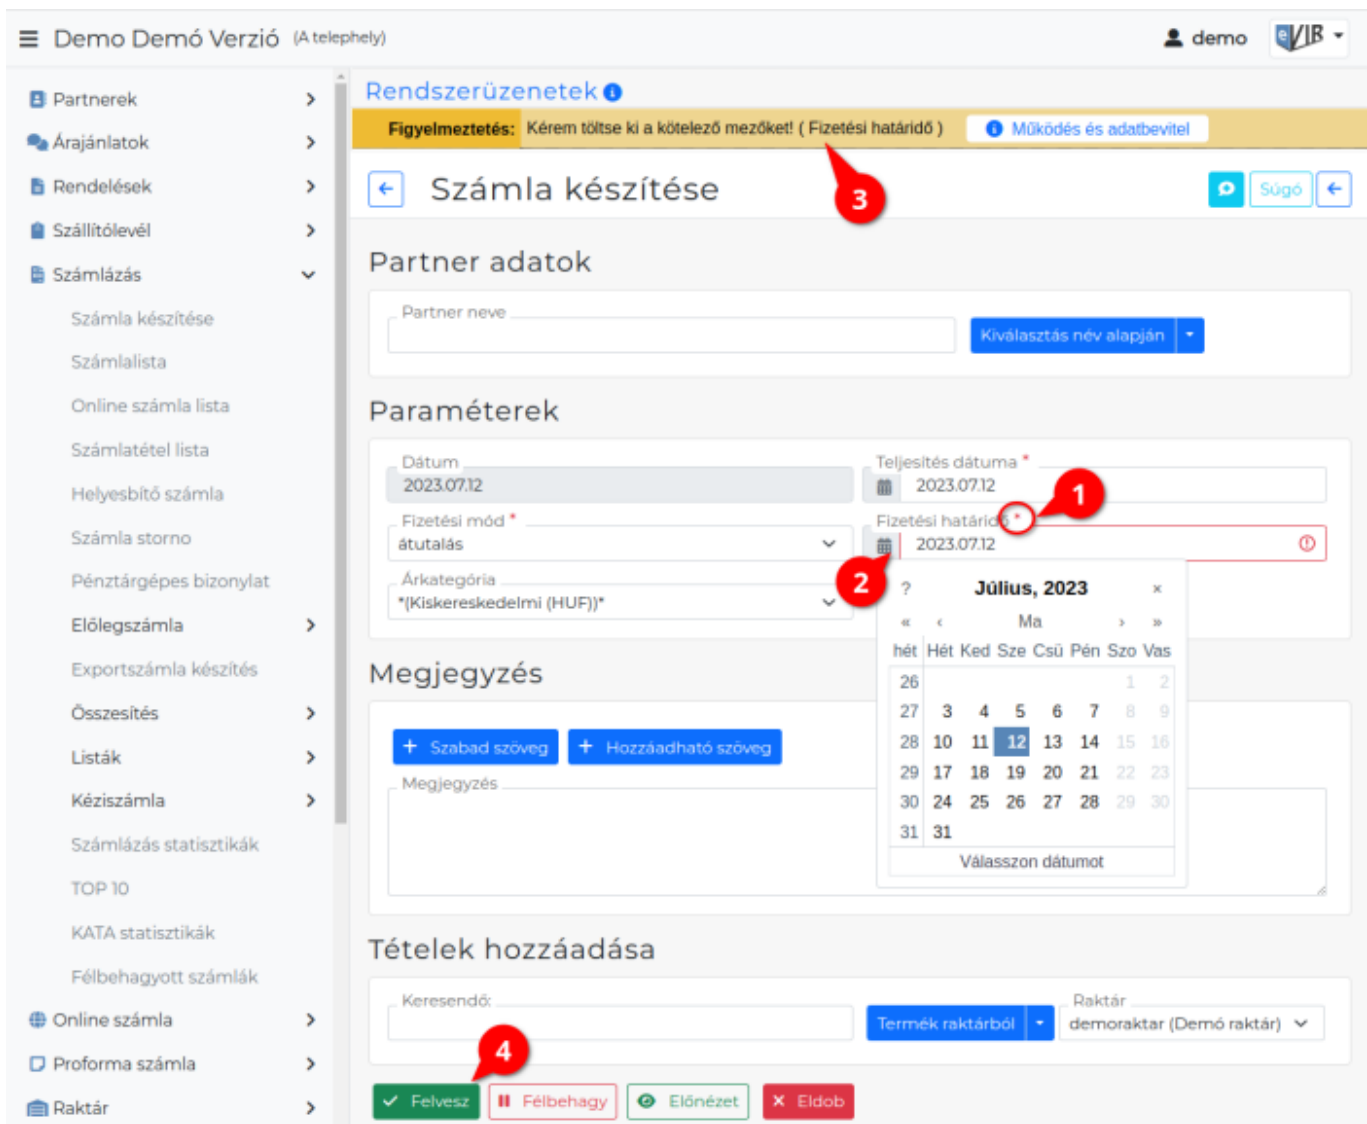 Demo Demó Verzió (A telephely)
demo
eVIR
Partnerek
Árajánlatok
Rendelések
Szállítólevél
Számlázás
Számla készítése
Számlalista
Online számla lista
Számlatétel lista
Helyesbítő számla
Számla storno
Pénztárgépes bizonylat
Előlegszámla
Exportszámla készítés
Összesítés
Listák
Kéziszámla
Számlázás statisztikák
TOP 10
KATA statisztikák
Félbehagyott számlák
Online számla
Proforma számla
Raktár
Rendszerüzenetek
Figyelmeztetés: Kérem töltse ki a kötelező mezőket! ( Fizetési határidő ) Működés és adatbevitel
3
Számla készítése
Súgó
Partner adatok
Partner neve
Kiválasztás név alapján
Paraméterek
Dátum
2023.07.12
Teljesítés dátuma *
2023.07.12
1
Fizetési mód *
átutalás
Fizetési határidő *
2023.07.12
2
Árkategória
*(Kiskereskedelmi (HUF))*
? Július, 2023 ×
« ‹ Ma › »
hét Hét Ked Sze Csü Pén Szo Vas
26 1 2
27 3 4 5 6 7 8 9
28 10 11 12 13 14 15 16
29 17 18 19 20 21 22 23
30 24 25 26 27 28 29 30
31 31
Válasszon dátumot
Megjegyzés
+ Szabad szöveg + Hozzáadható szöveg
Megjegyzés
Tételek hozzáadása
Keresendő:
Termék raktárból
Raktár
demoraktar (Demó raktár)
4
Felvesz Félbehagy Előnézet Eldob